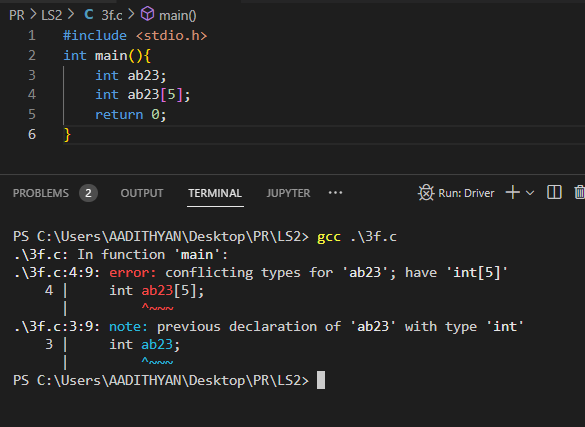 PR > LS2 > C 3f.c > main()
1 #include <stdio.h>
2 int main(){
3     int ab23;
4     int ab23[5];
5     return 0;
6 }
PROBLEMS 2 OUTPUT TERMINAL JUPYTER ··· Run: Driver
PS C:\Users\AADITHYAN\Desktop\PR\LS2> gcc .\3f.c
.\3f.c: In function 'main':
.\3f.c:4:9: error: conflicting types for 'ab23'; have 'int[5]'
    4 |     int ab23[5];
      |         ^~~~
.\3f.c:3:9: note: previous declaration of 'ab23' with type 'int'
    3 |     int ab23;
      |         ^~~~
PS C:\Users\AADITHYAN\Desktop\PR\LS2>